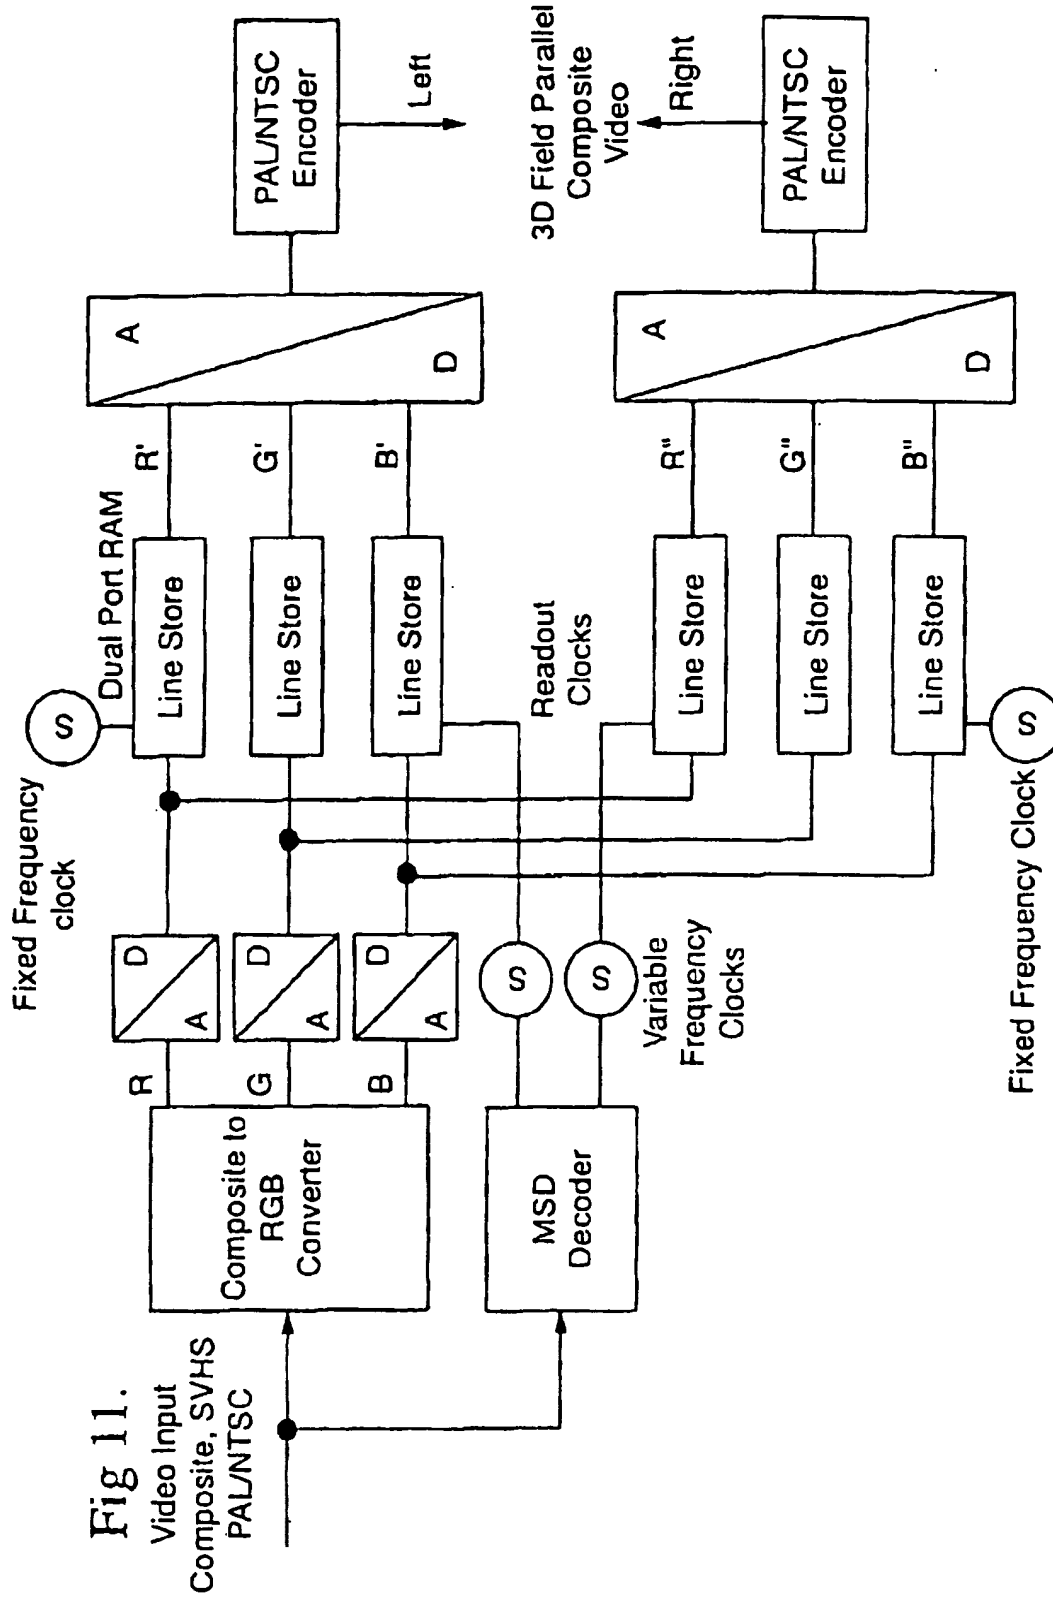 Fig 11.
Video Input
Composite, SVHS
PAL/NTSC
Composite to
RGB
Converter
MSD
Decoder
R
G
B
D
A
D
A
D
A
S
S
Variable
Frequency
Clocks
Fixed Frequency
clock
S
Dual Port RAM
Line Store
Line Store
Line Store
Readout
Clocks
Line Store
Line Store
Line Store
S
Fixed Frequency Clock
R'
G'
B'
R"
G"
B"
A
D
A
D
PAL/NTSC
Encoder
Left
3D Field Parallel
Composite
Video
Right
PAL/NTSC
Encoder